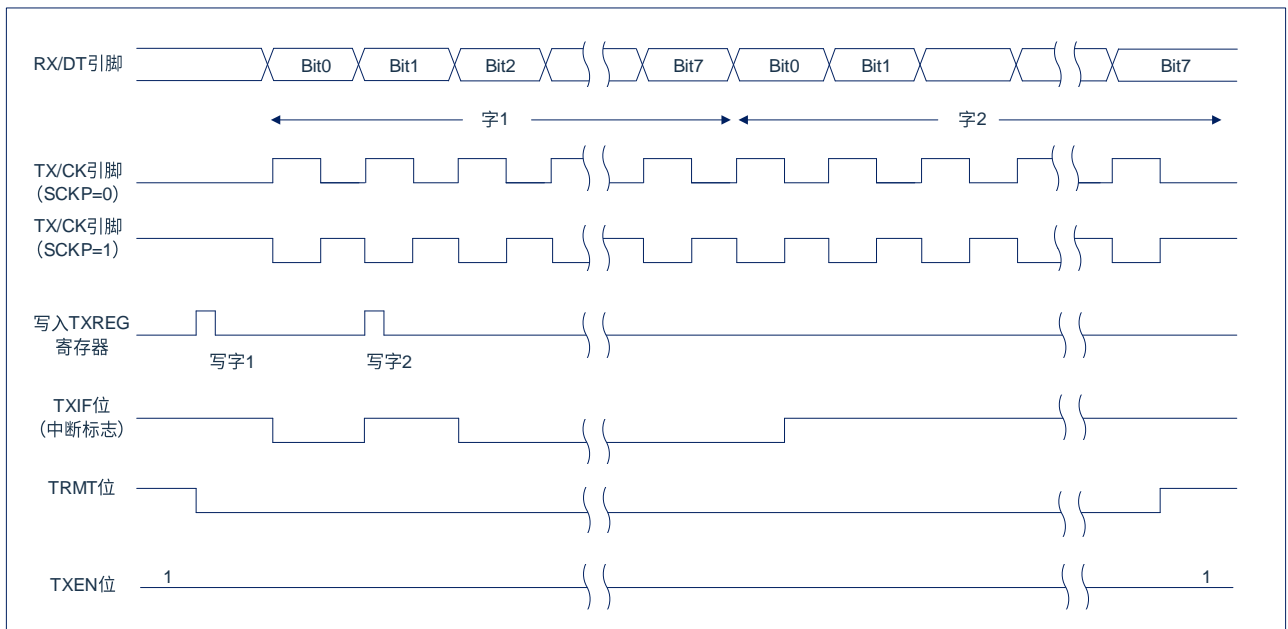 RX/DT引脚
Bit0 Bit1 Bit2 Bit7 Bit0 Bit1 Bit7
字1 字2
TX/CK引脚
（SCKP=0）
TX/CK引脚
（SCKP=1）
写入TXREG
寄存器
写字1 写字2
TXIF位
（中断标志）
TRMT位
TXEN位 1 1